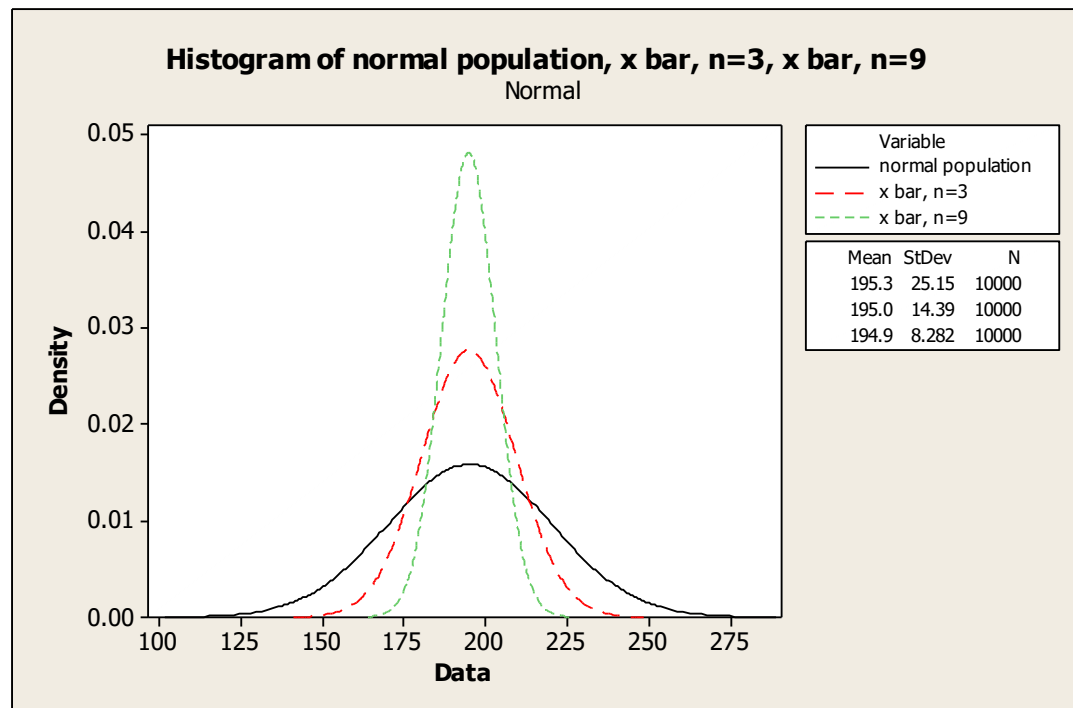 Histogram of normal population, x bar, n=3, x bar, n=9
Normal
0.05
0.04
0.03
0.02
0.01
0.00
Density
100 125 150 175 200 225 250 275
Data
Variable
normal population
x bar, n=3
x bar, n=9
Mean StDev N
195.3 25.15 10000
195.0 14.39 10000
194.9 8.282 10000